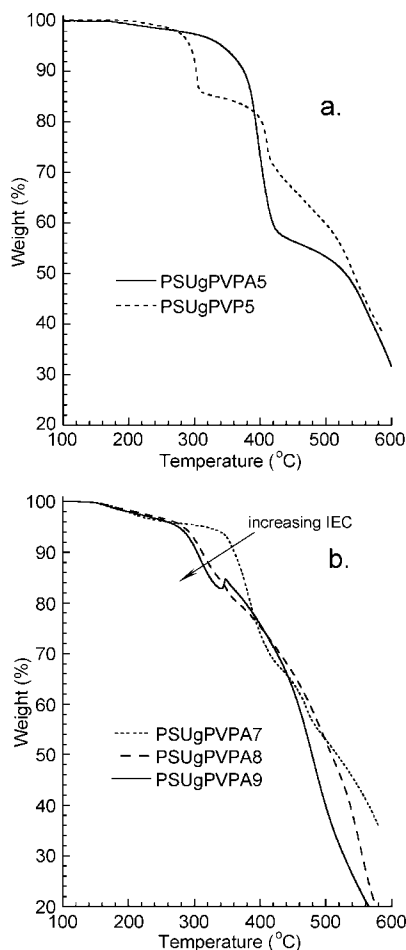 100
90
80
70
60
50
40
30
20
Weight (%)
a.
PSUgPVPA5
PSUgPVP5
100 200 300 400 500 600
Temperature (°C)
100
90
80
70
60
50
40
30
20
Weight (%)
increasing IEC
b.
PSUgPVPA7
PSUgPVPA8
PSUgPVPA9
100 200 300 400 500 600
Temperature (°C)